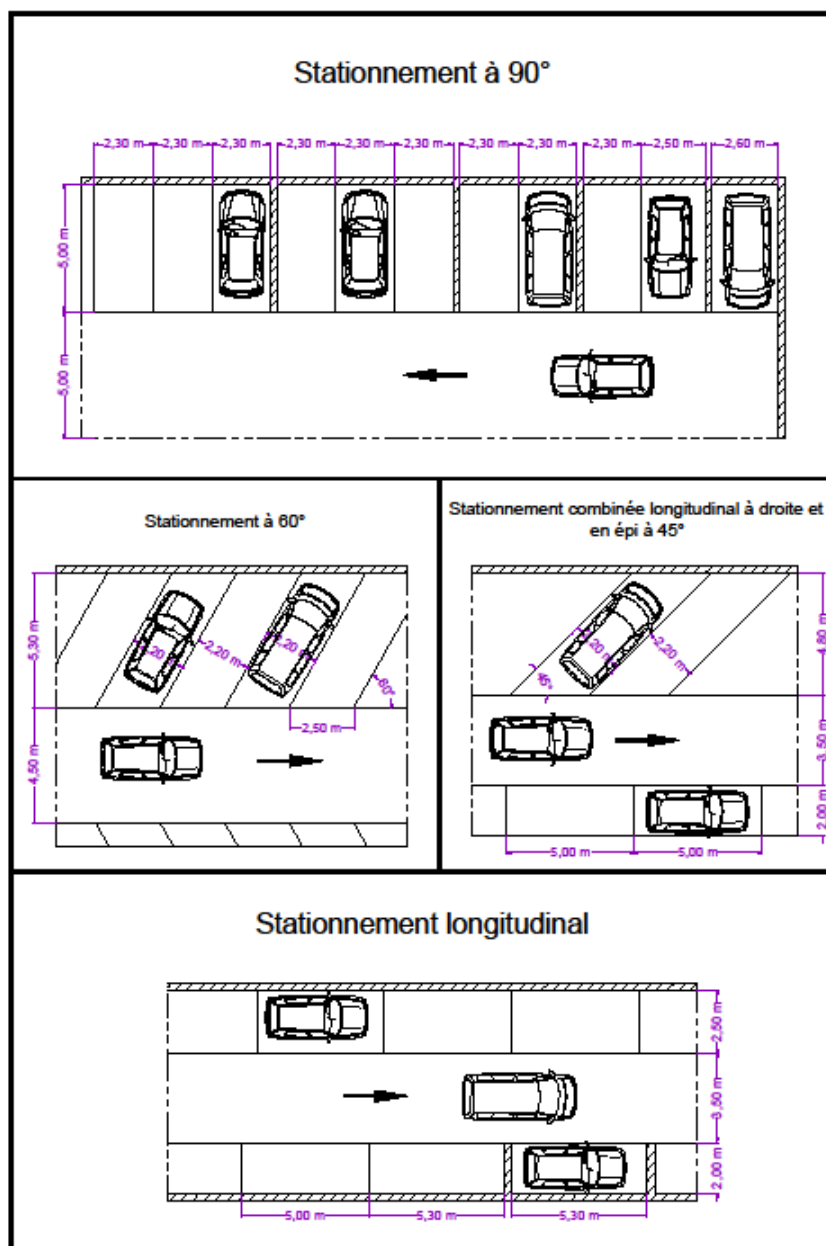 Stationnement à 90°
2,30 m 2,30 m 2,30 m 2,30 m 2,30 m 2,30 m 2,30 m 2,30 m 2,30 m 2,50 m 2,60 m
5,00 m
5,00 m
Stationnement à 60°
5,30 m
2,20 m
2,20 m
2,20 m
60°
2,50 m
4,50 m
Stationnement combinée longitudinal à droite et
en épi à 45°
4,80 m
2,20 m
2,20 m
45°
3,50 m
2,00 m
5,00 m 5,00 m
Stationnement longitudinal
2,50 m
3,50 m
2,00 m
5,00 m 5,30 m 5,30 m